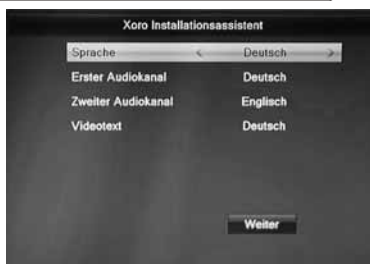 Xoro Installationsassistent
Sprache < Deutsch >
Erster Audiokanal Deutsch
Zweiter Audiokanal Englisch
Videotext Deutsch
Weiter